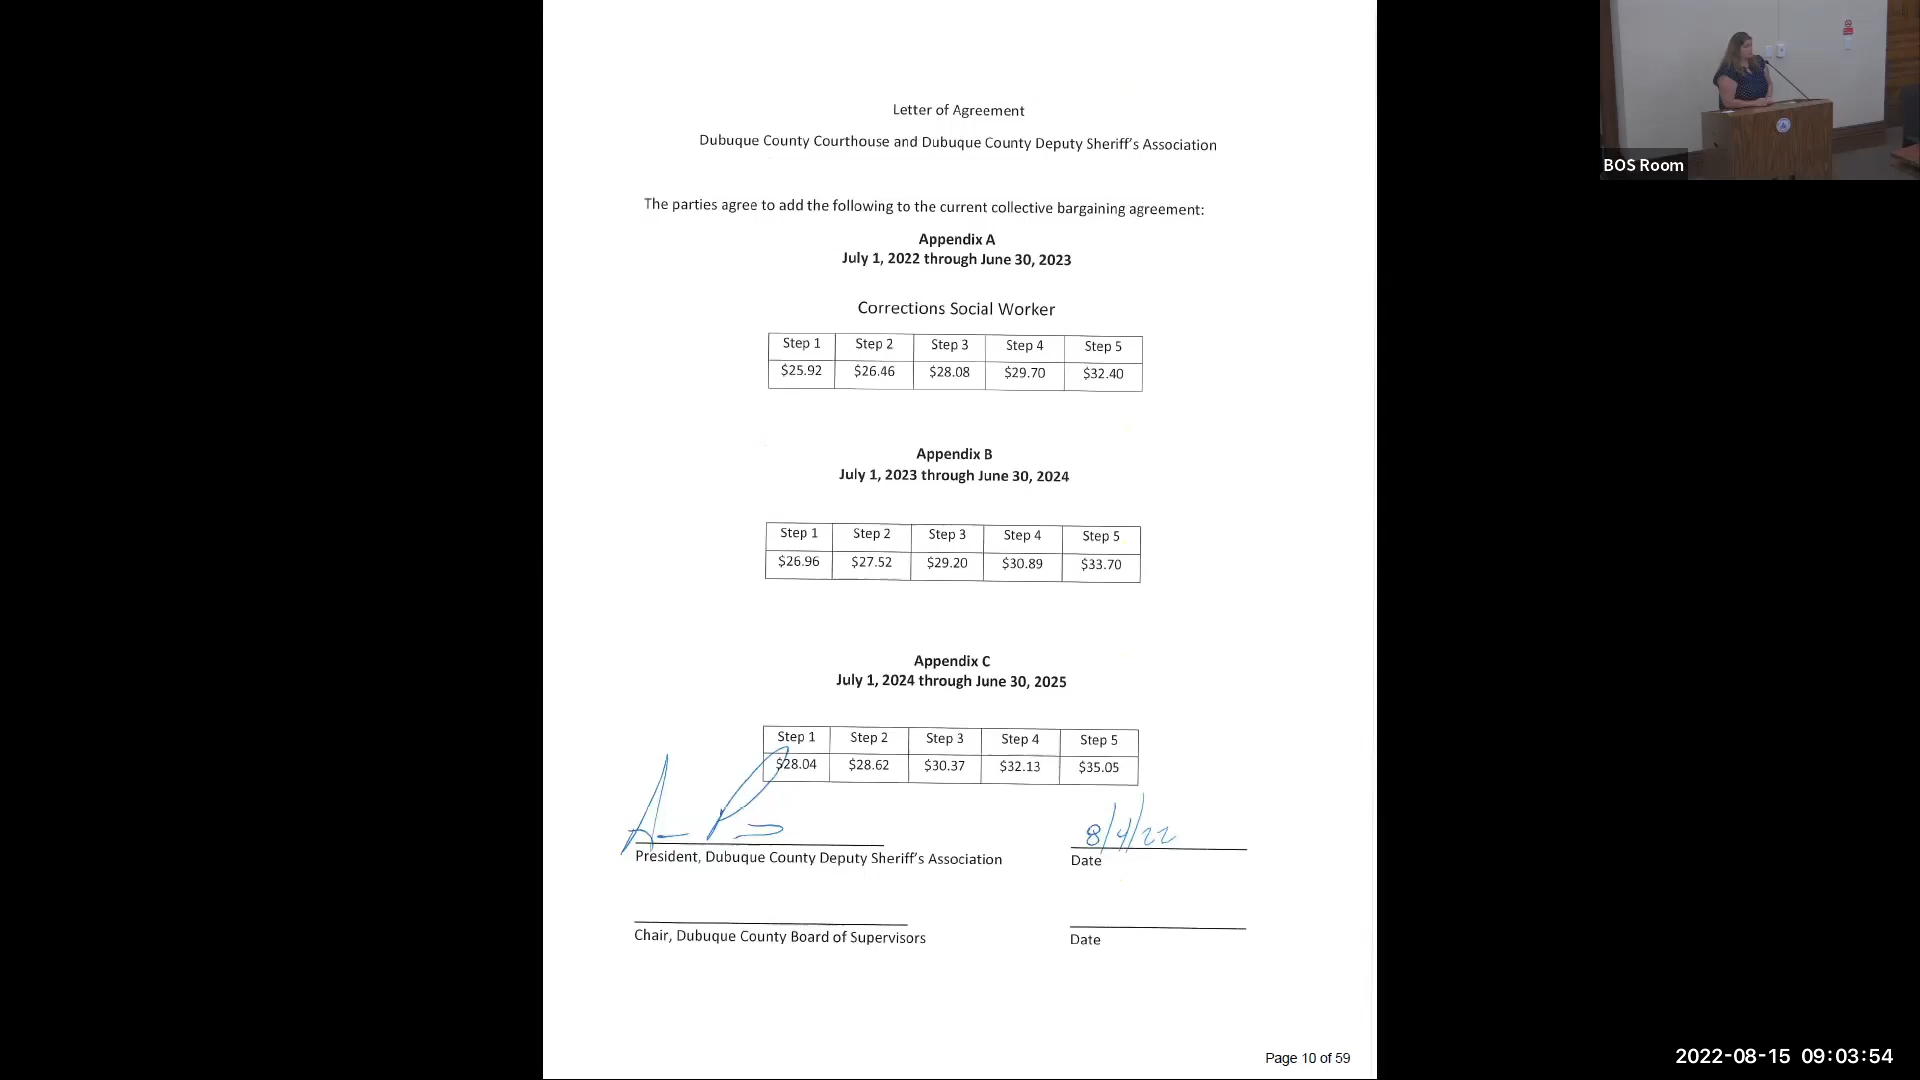 Letter of Agreement
Dubuque County Courthouse and Dubuque County Deputy Sheriff's Association
The parties agree to add the following to the current collective bargaining agreement:
Appendix A
July 1, 2022 through June 30, 2023
Corrections Social Worker
Step 1 Step 2 Step 3 Step 4 Step 5
$25.92 $26.46 $28.08 $29.70 $32.40
Appendix B
July 1, 2023 through June 30, 2024
Step 1 Step 2 Step 3 Step 4 Step 5
$26.96 $27.52 $29.20 $30.89 $33.70
Appendix C
July 1, 2024 through June 30, 2025
Step 1 Step 2 Step 3 Step 4 Step 5
$28.04 $28.62 $30.37 $32.13 $35.05
8/4/22
President, Dubuque County Deputy Sheriff's Association Date
Chair, Dubuque County Board of Supervisors Date
Page 10 of 59
BOS Room
2022-08-15 09:03:54